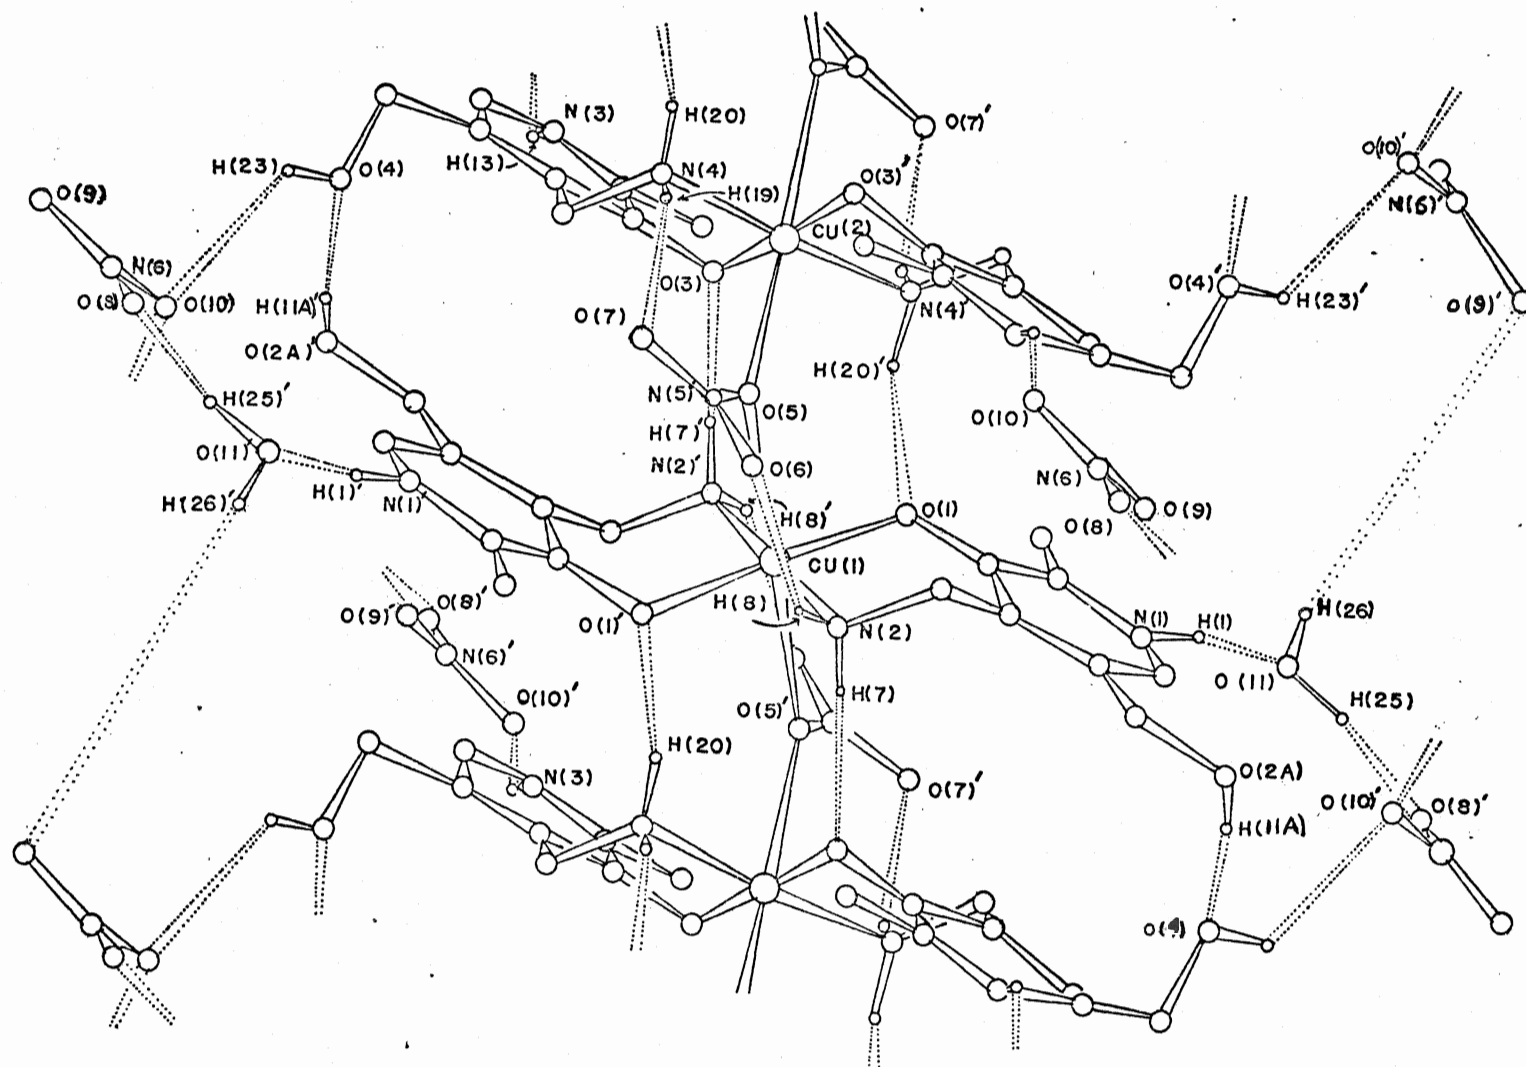 N(3)
H(20)
O(7)′
H(13)
H(23)
O(4)
N(4)
H(19)
O(3)′
O(10)′
O(9)
N(6)′
CU(2)
N(6)
O(8)
O(10)
H(11A)′
O(3)
O(4)′
H(23)′
O(9)′
N(4)′
O(7)
O(2A)′
H(20)′
N(5)
O(5)
O(10)
H(25)′
H(7)′
O(11)′
N(2)′
O(6)
N(6)
H(1)′
N(1)′
H(26)′
H(8)′
O(1)
O(8)
O(9)
CU(1)
O(8)′
O(9)′
H(8)
O(1)′
N(2)
N(1)
H(1)
H(26)
N(6)′
O(11)
H(7)
H(25)
O(10)′
O(5)′
H(20)
N(3)
O(7)′
O(2A)
O(10)′
O(8)′
H(11A)
O(4)